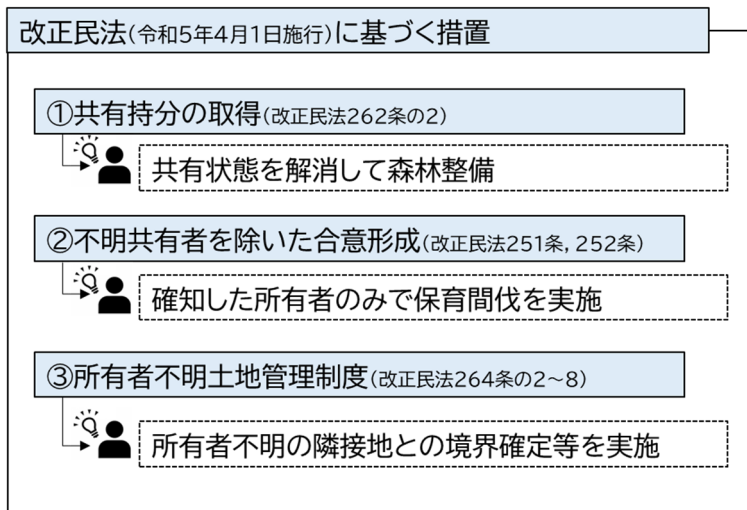 改正民法(令和5年4月1日施行)に基づく措置
①共有持分の取得(改正民法262条の2)
共有状態を解消して森林整備
②不明共有者を除いた合意形成(改正民法251条, 252条)
確知した所有者のみで保育間伐を実施
③所有者不明土地管理制度(改正民法264条の2～8)
所有者不明の隣接地との境界確定等を実施